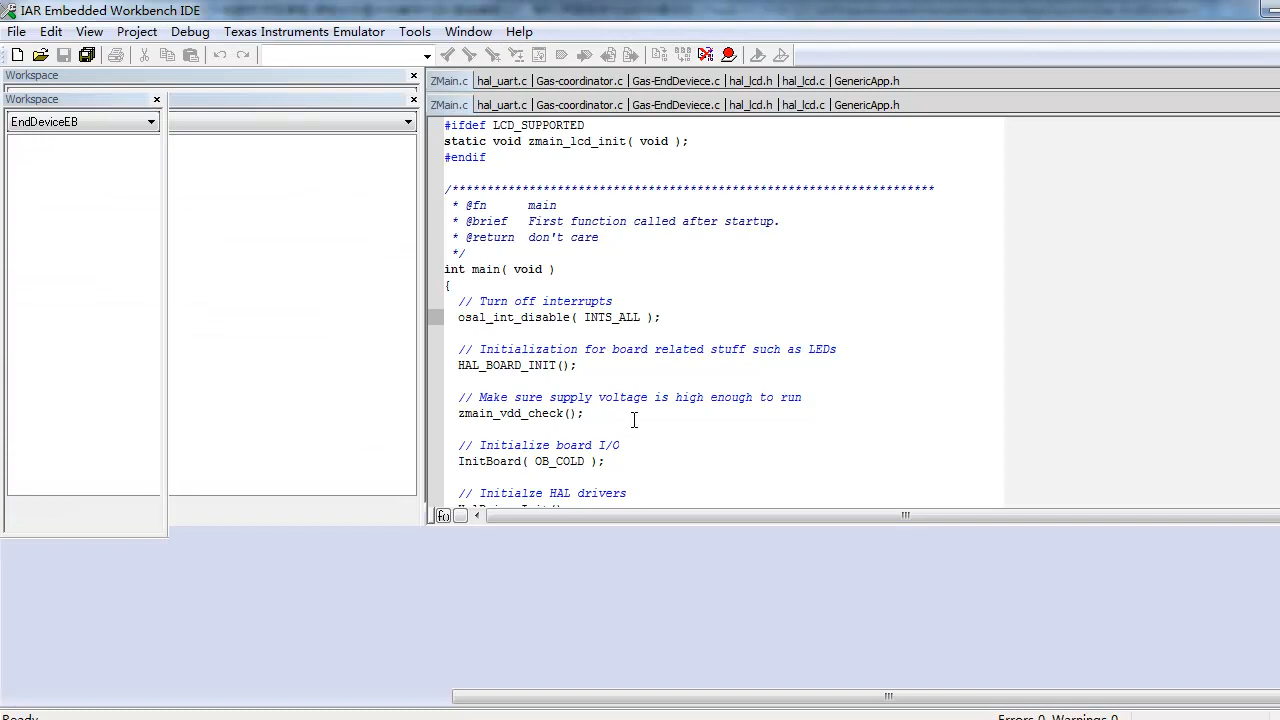 IAR Embedded Workbench IDE
File Edit View Project Debug Texas Instruments Emulator Tools Window Help
Workspace
ZMain.c hal_uart.c Gas-coordinator.c Gas-EndDevice.c hal_lcd.h hal_lcd.c GenericApp.h
Workspace
ZMain.c hal_uart.c Gas-coordinator.c Gas-EndDevice.c hal_lcd.h hal_lcd.c GenericApp.h
EndDeviceEB
#ifdef LCD_SUPPORTED
static void zmain_lcd_init( void );
#endif
/*********************************************************************
* @fn main
* @brief First function called after startup.
* @return don't care
*/
int main( void )
{
// Turn off interrupts
osal_int_disable( INTS_ALL );
// Initialization for board related stuff such as LEDs
HAL_BOARD_INIT();
// Make sure supply voltage is high enough to run
zmain_vdd_check();
// Initialize board I/O
InitBoard( OB_COLD );
// Initialze HAL drivers
f()
Ready
Errors 0, Warnings 0